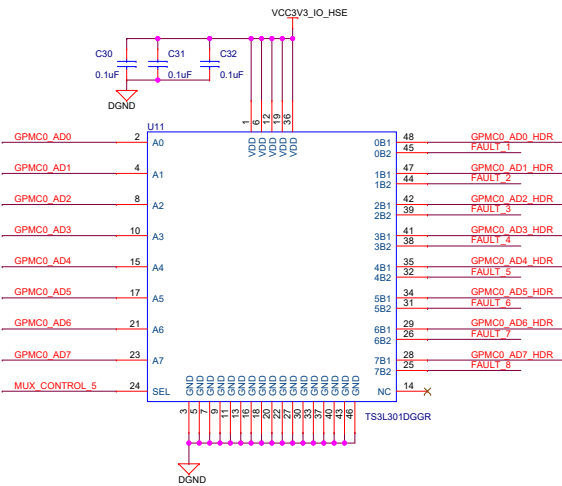 VCC3V3_IO_HSE
C30 C31 C32
0.1uF 0.1uF 0.1uF
DGND
U11
1 6 12 19 36
VDD VDD VDD VDD VDD
GPMC0_AD0 2 A0 0B1 48 GPMC0_AD0_HDR
0B2 45 FAULT_1
GPMC0_AD1 4 A1 1B1 47 GPMC0_AD1_HDR
1B2 44 FAULT_2
GPMC0_AD2 8 A2 2B1 42 GPMC0_AD2_HDR
2B2 39 FAULT_3
GPMC0_AD3 10 A3 3B1 41 GPMC0_AD3_HDR
3B2 38 FAULT_4
GPMC0_AD4 15 A4 4B1 35 GPMC0_AD4_HDR
4B2 32 FAULT_5
GPMC0_AD5 17 A5 5B1 34 GPMC0_AD5_HDR
5B2 31 FAULT_6
GPMC0_AD6 21 A6 6B1 29 GPMC0_AD6_HDR
6B2 26 FAULT_7
GPMC0_AD7 23 A7 7B1 28 GPMC0_AD7_HDR
7B2 25 FAULT_8
MUX_CONTROL_5 24 SEL NC 14
GND GND GND GND GND GND GND GND GND GND GND GND GND GND GND GND GND
3 5 7 9 11 13 16 18 20 22 27 30 33 37 40 43 46
TS3L301DGGR
DGND